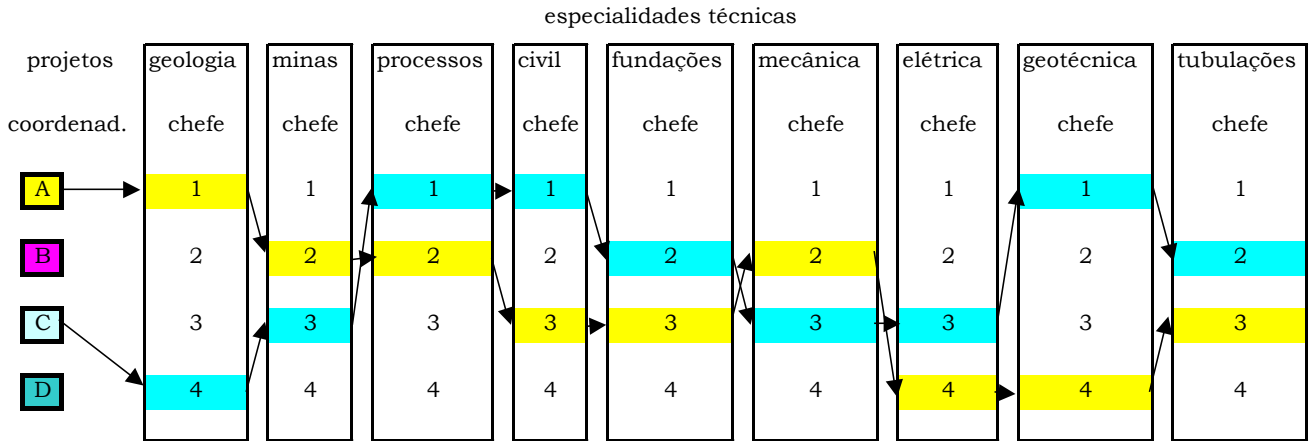 especialidades técnicas
projetos geologia minas processos civil fundações mecânica elétrica geotécnica tubulações
coordenad. chefe chefe chefe chefe chefe chefe chefe chefe chefe
A 1 1 1 1 1 1 1 1 1
B 2 2 2 2 2 2 2 2 2
C 3 3 3 3 3 3 3 3 3
D 4 4 4 4 4 4 4 4 4